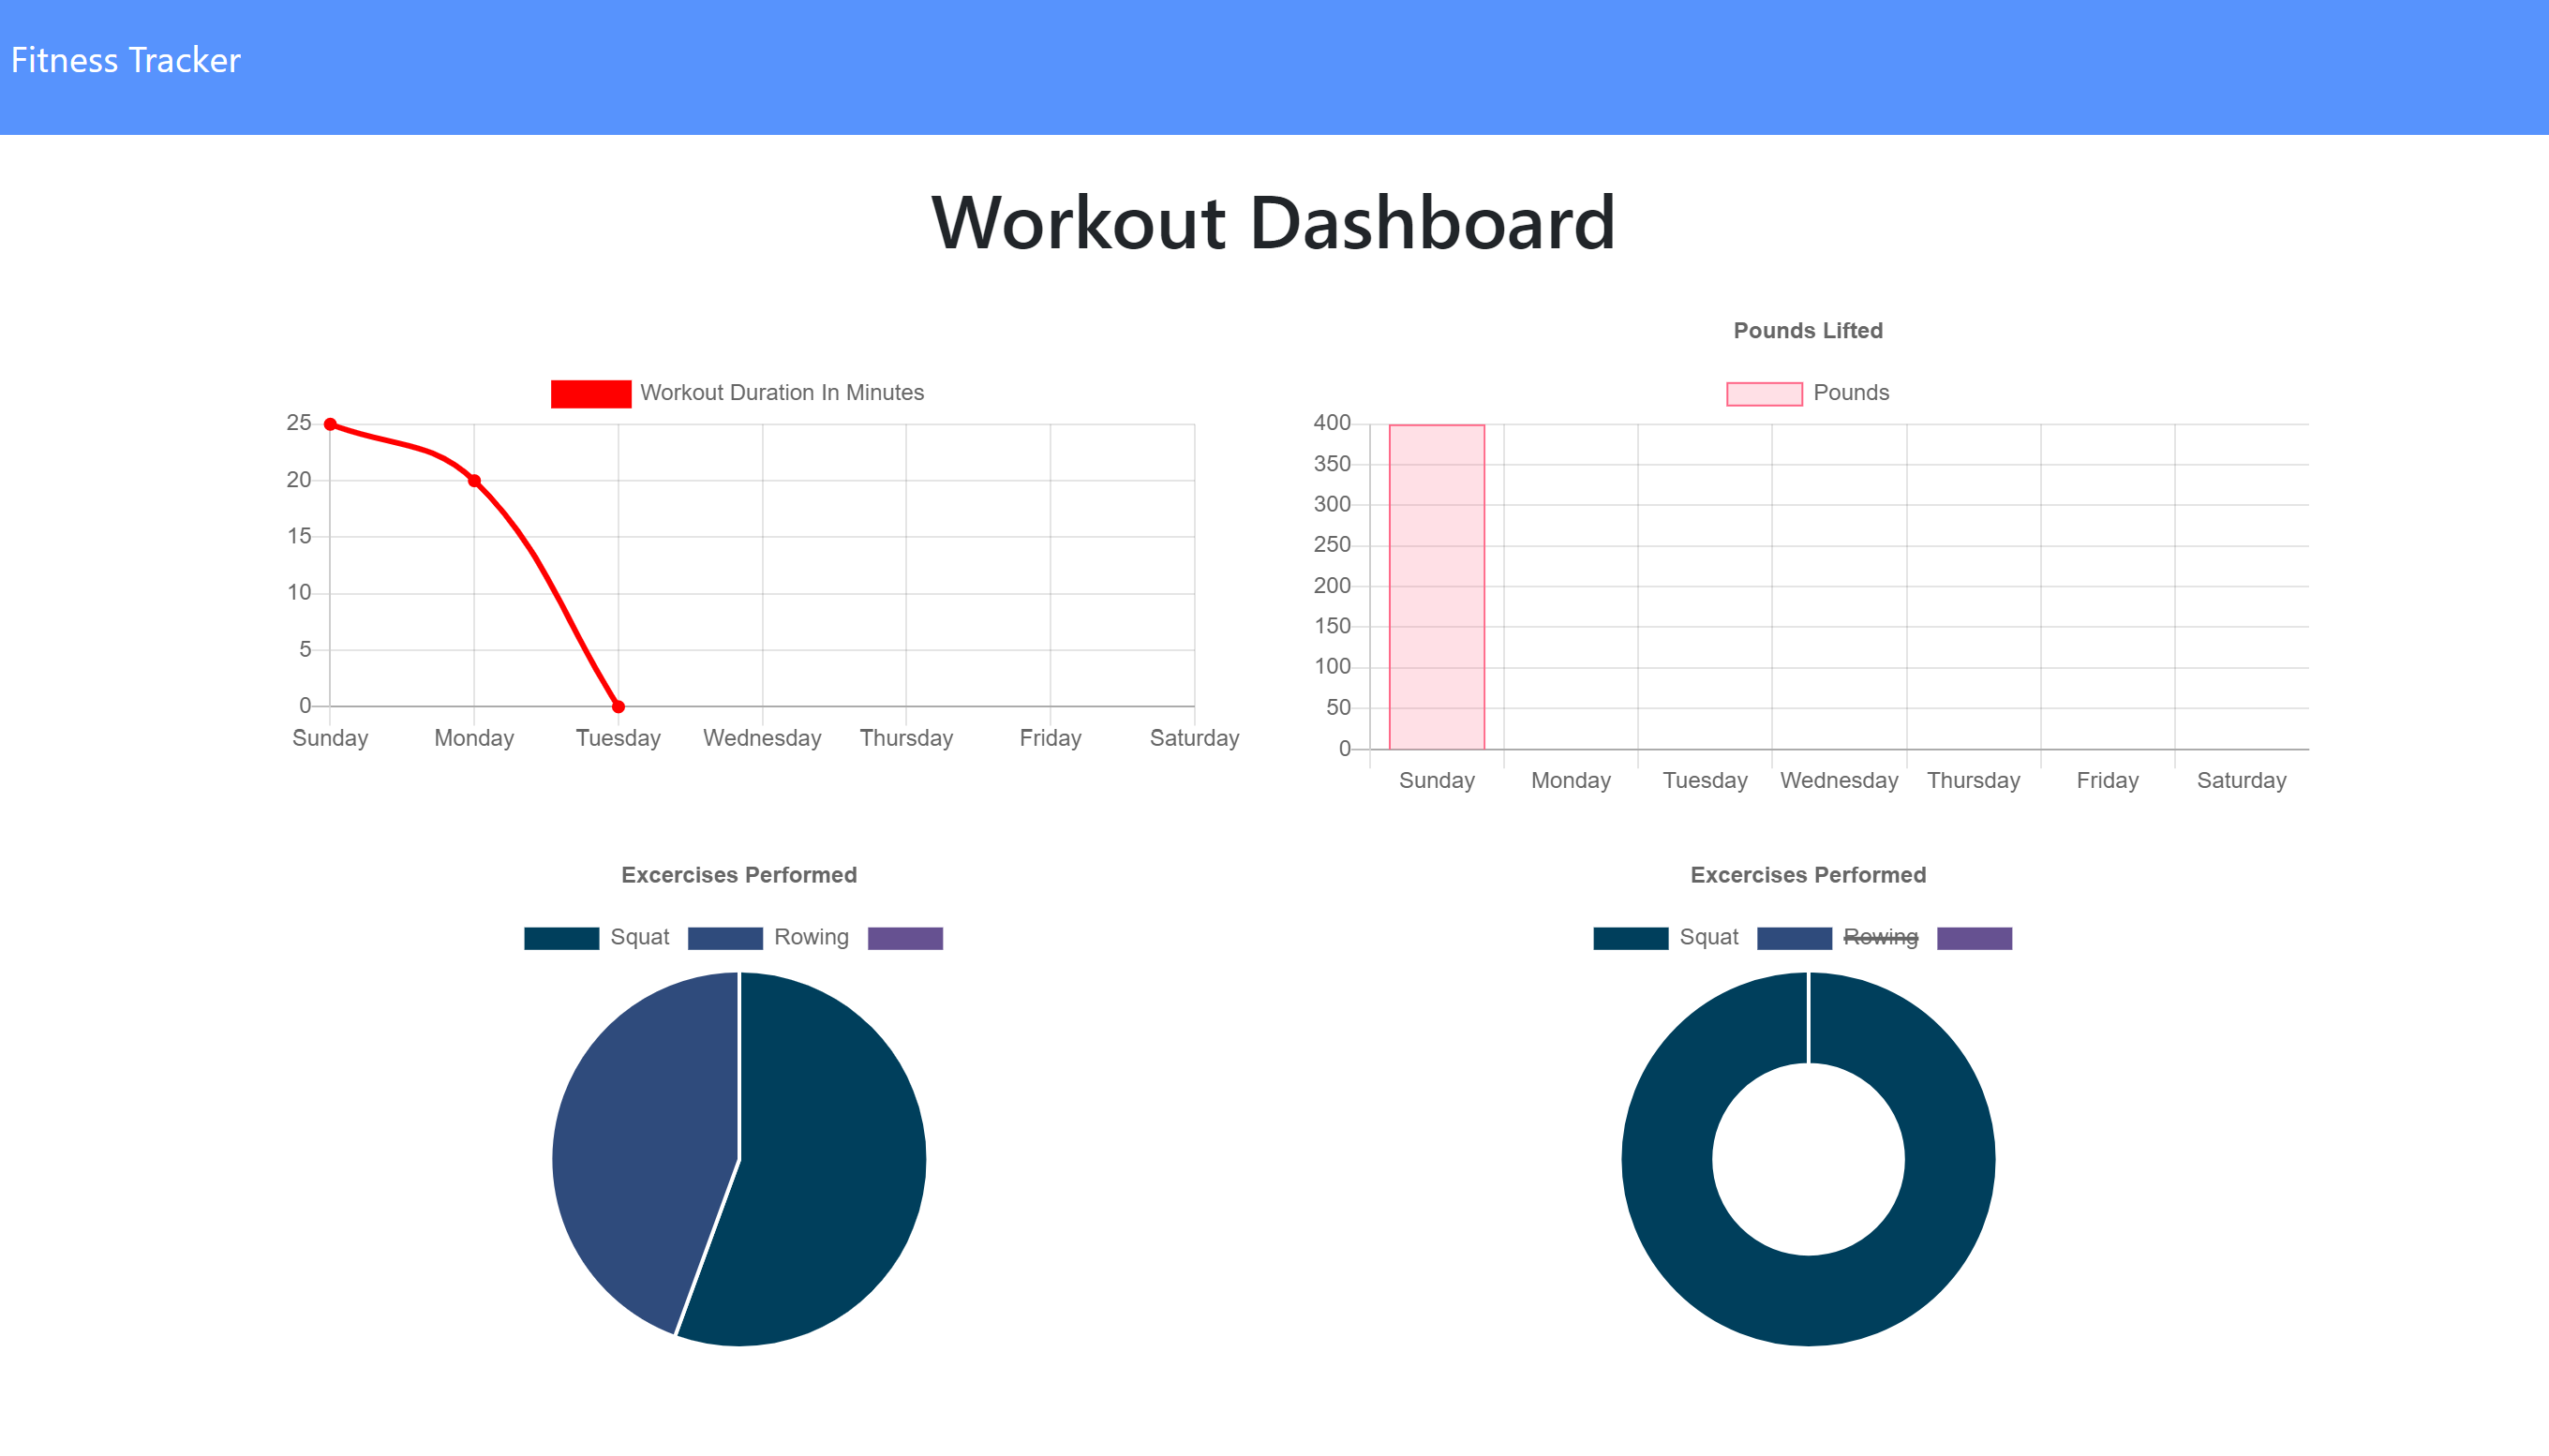 Fitness Tracker
Workout Dashboard
Workout Duration In Minutes
25
20
15
10
5
0
Sunday Monday Tuesday Wednesday Thursday Friday Saturday
Pounds Lifted
Pounds
400
350
300
250
200
150
100
50
0
Sunday Monday Tuesday Wednesday Thursday Friday Saturday
Excercises Performed
Squat Rowing
Excercises Performed
Squat Rowing